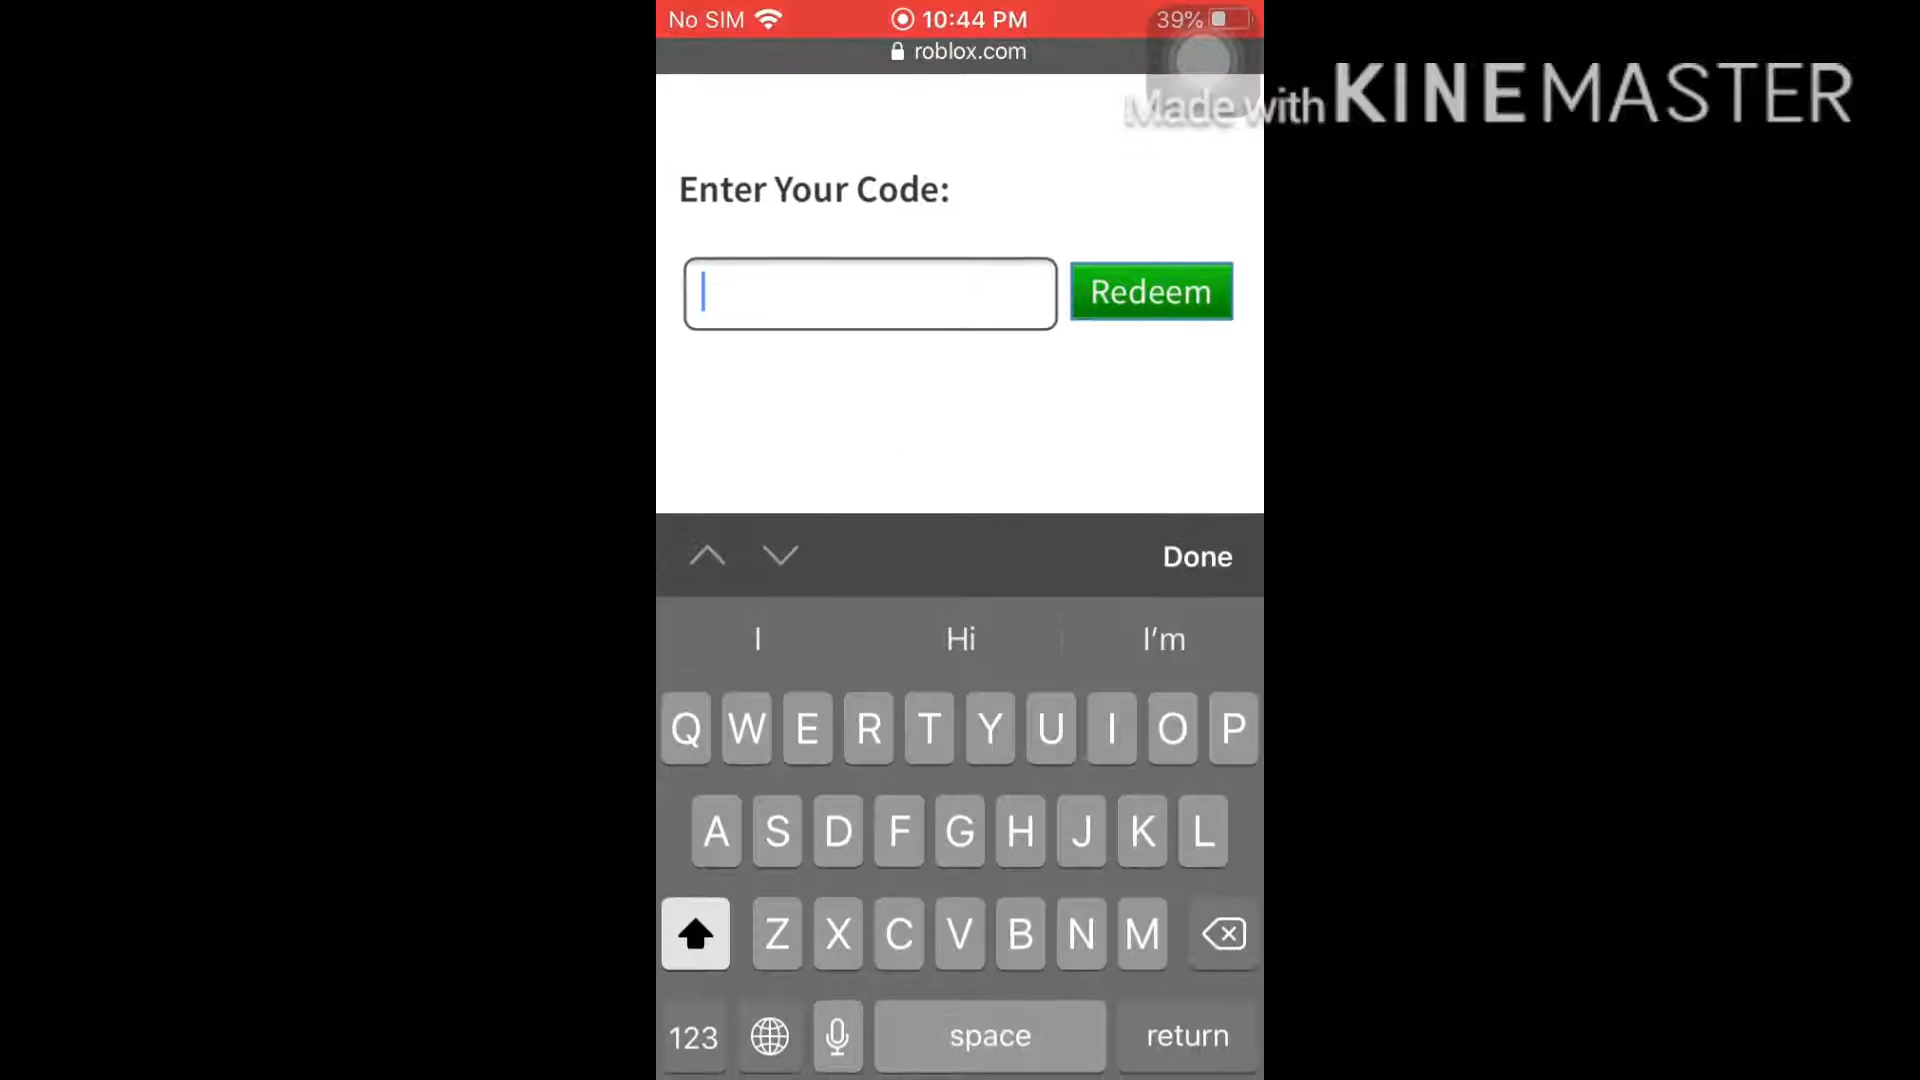 No SIM 10:44 PM 39%
roblox.com
Made with KINEMASTER
Enter Your Code:
Redeem
Done
I Hi I'm
Q W E R T Y U I O P
A S D F G H J K L
Z X C V B N M
123 space return